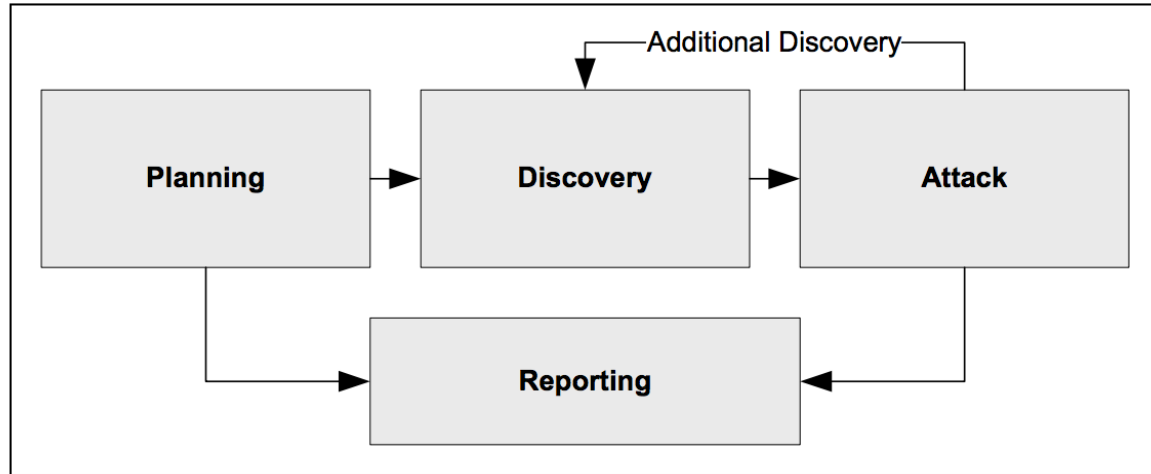 Additional Discovery
Planning
Discovery
Attack
Reporting